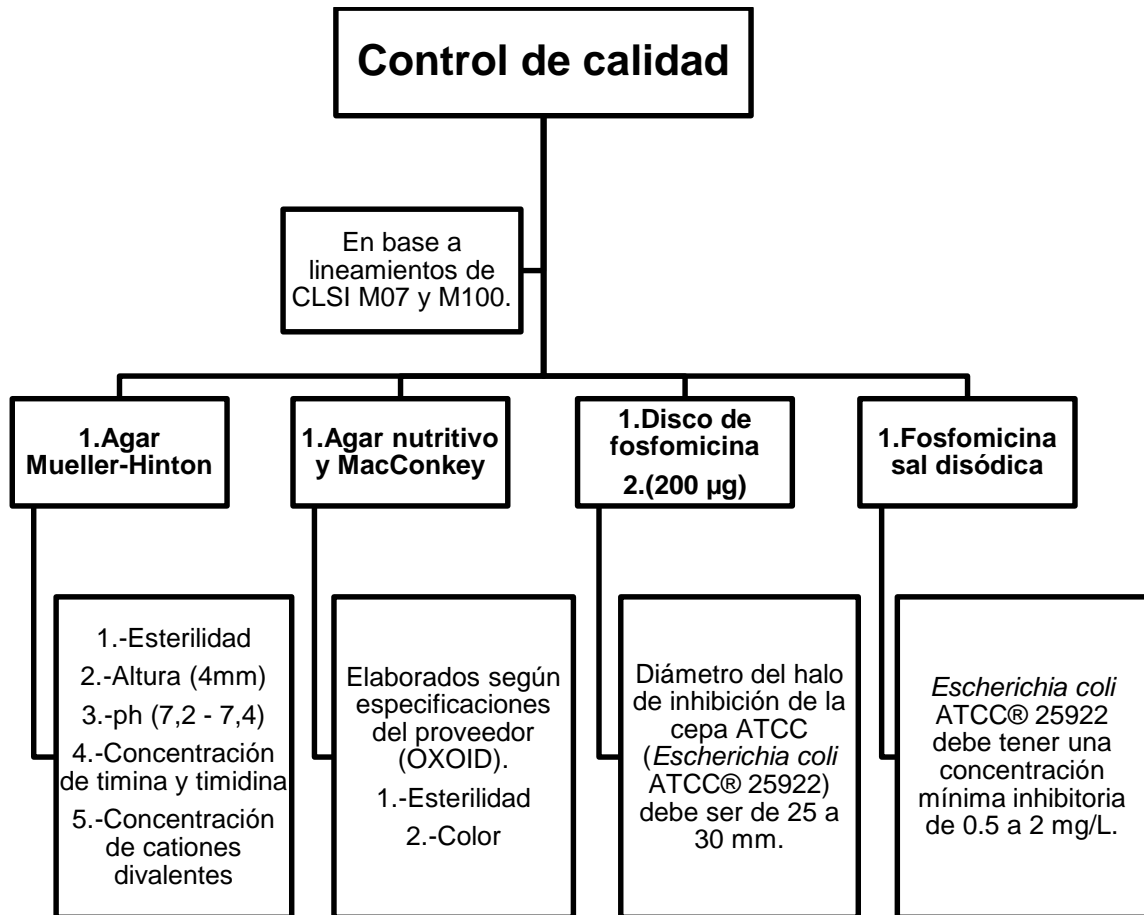 Control de calidad
En base a
lineamientos de
CLSI M07 y M100.
1.Agar
Mueller-Hinton
1.Agar nutritivo
y MacConkey
1.Disco de
fosfomicina
2.(200 µg)
1.Fosfomicina
sal disódica
1.-Esterilidad
2.-Altura (4mm)
3.-ph (7,2 - 7,4)
4.-Concentración
de timina y timidina
5.-Concentración
de cationes
divalentes
Elaborados según
especificaciones
del proveedor
(OXOID).
1.-Esterilidad
2.-Color
Diámetro del halo
de inhibición de la
cepa ATCC
(Escherichia coli
ATCC® 25922)
debe ser de 25 a
30 mm.
Escherichia coli
ATCC® 25922
debe tener una
concentración
mínima inhibitoria
de 0.5 a 2 mg/L.